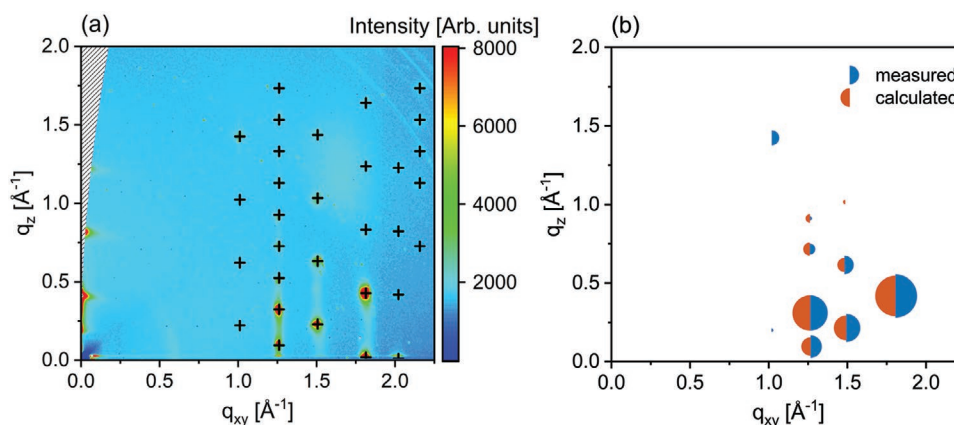 (a)
Intensity [Arb. units]
2.0
1.5
1.0
0.5
0.0
q_z [Å⁻¹]
0.0 0.5 1.0 1.5 2.0
q_xy [Å⁻¹]
8000
6000
4000
2000
(b)
2.0
1.5
1.0
0.5
0.0
q_z [Å⁻¹]
measured
calculated
0.0 0.5 1.0 1.5 2.0
q_xy [Å⁻¹]